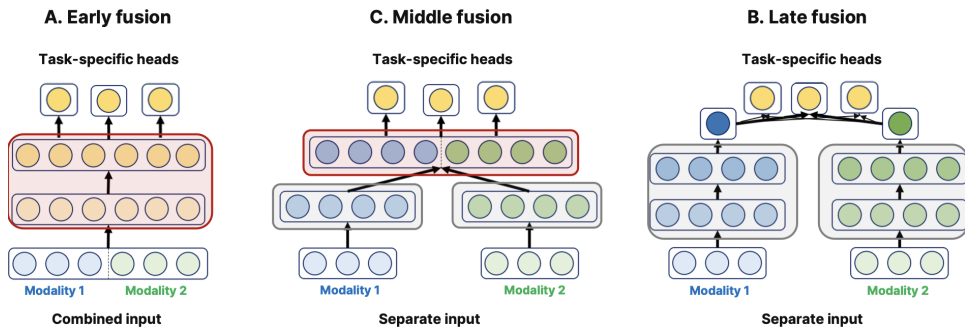 A. Early fusion
Task-specific heads
Modality 1
Modality 2
Combined input
C. Middle fusion
Task-specific heads
Modality 1
Modality 2
Separate input
B. Late fusion
Task-specific heads
Modality 1
Modality 2
Separate input